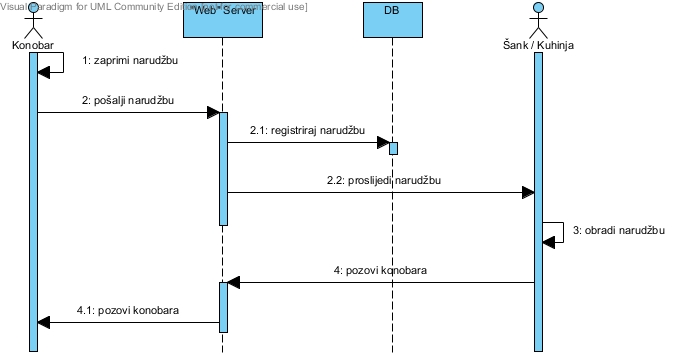 Visual Paradigm for UML Community Edition [not for commercial use]
Web Server
DB
Konobar
Šank / Kuhinja
1: zaprimi narudžbu
2: pošalji narudžbu
2.1: registriraj narudžbu
2.2: proslijedi narudžbu
3: obradi narudžbu
4: pozovi konobara
4.1: pozovi konobara